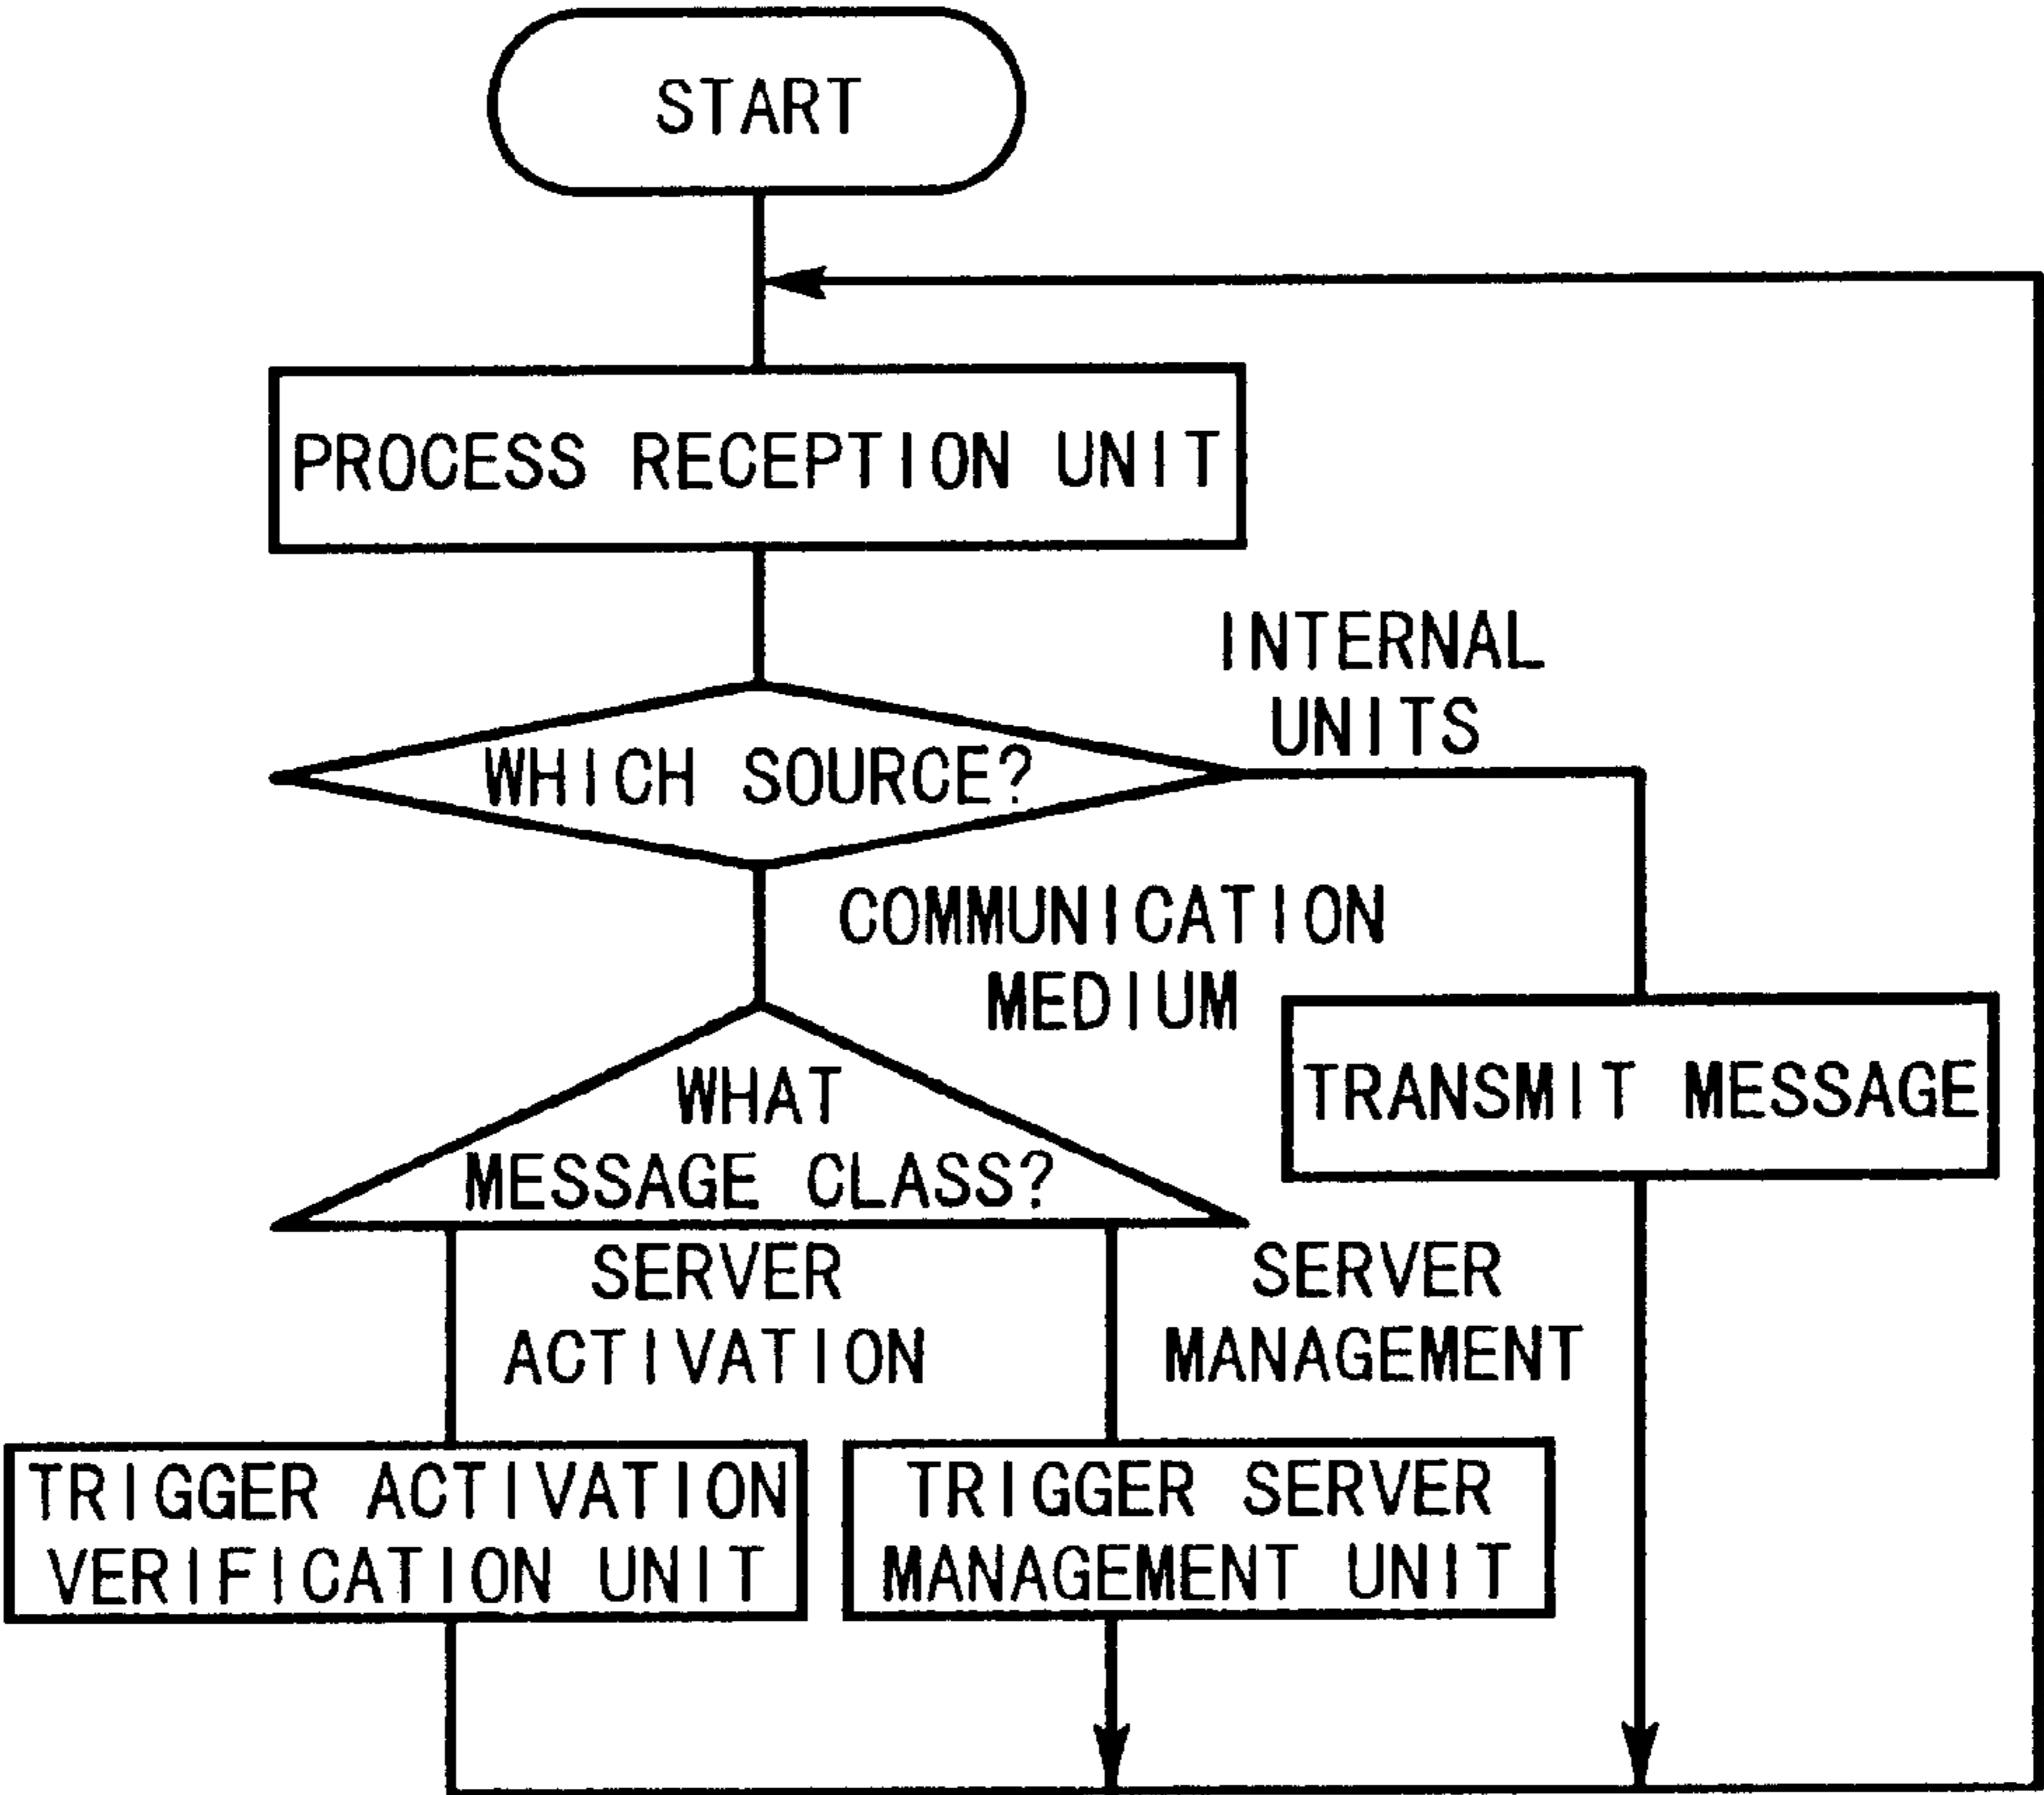 START
PROCESS RECEPTION UNIT
INTERNAL
UNITS
WHICH SOURCE?
COMMUNICATION
MEDIUM
WHAT
MESSAGE CLASS?
TRANSMIT MESSAGE
SERVER
ACTIVATION
SERVER
MANAGEMENT
TRIGGER ACTIVATION
VERIFICATION UNIT
TRIGGER SERVER
MANAGEMENT UNIT